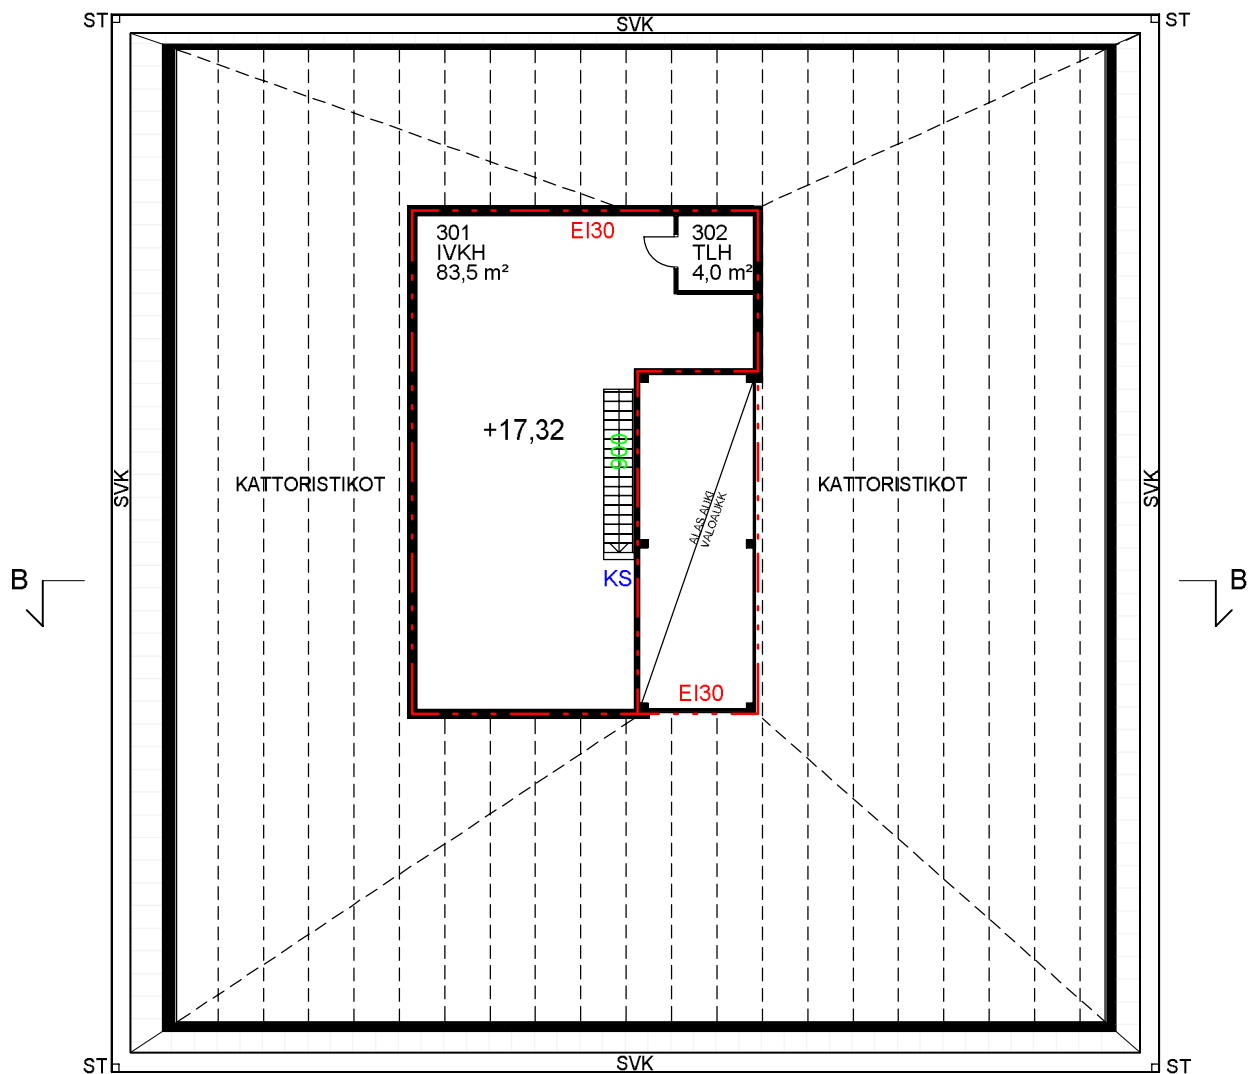 ST
SVK
ST
301
IVKH
83,5 m²
EI30
302
TLH
4,0 m²
+17,32
900
SVK
KATTORISTIKOT
ALAS AUKI
VALOAUKK
KATTORISTIKOT
SVK
B
KS
B
EI30
ST
SVK
ST